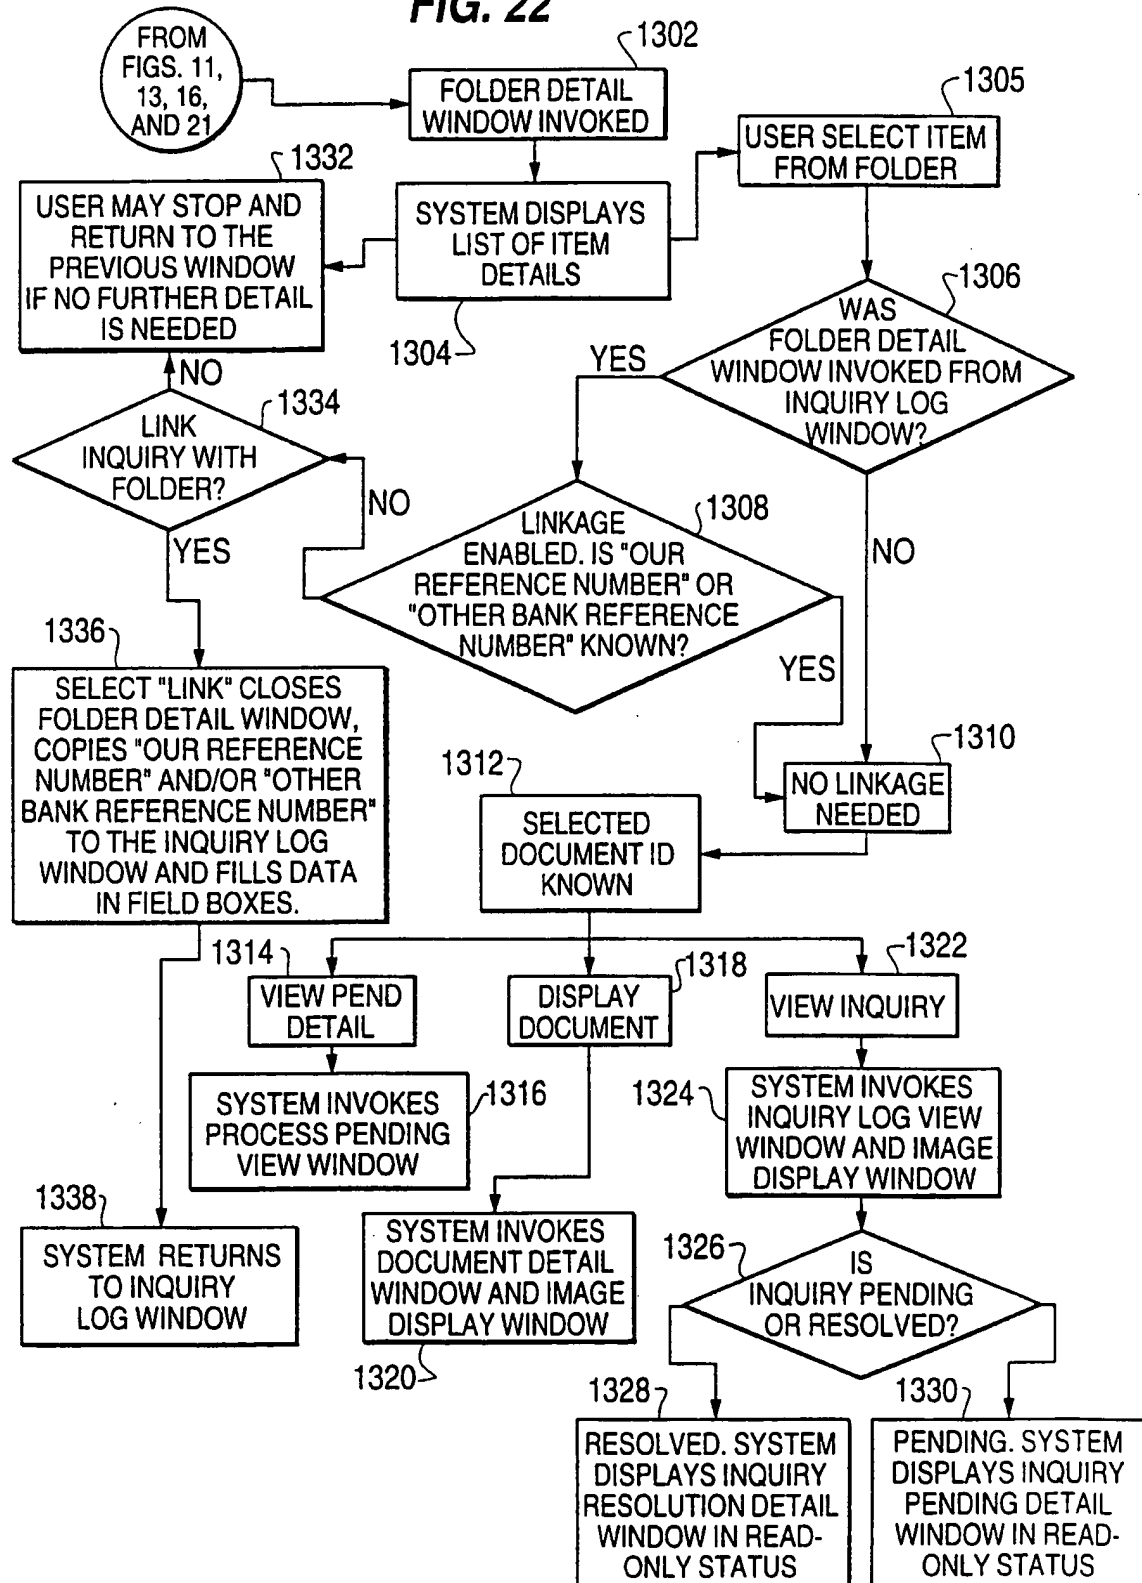 FIG. 22
FROM
FIGS. 11,
13, 16,
AND 21
1302
FOLDER DETAIL
WINDOW INVOKED
1305
USER SELECT ITEM
FROM FOLDER
1332
USER MAY STOP AND
RETURN TO THE
PREVIOUS WINDOW
IF NO FURTHER DETAIL
IS NEEDED
SYSTEM DISPLAYS
LIST OF ITEM
DETAILS
1304
1306
WAS
FOLDER DETAIL
WINDOW INVOKED FROM
INQUIRY LOG
WINDOW?
YES
NO
NO
1334
LINK
INQUIRY WITH
FOLDER?
NO
YES
1308
LINKAGE
ENABLED. IS "OUR
REFERENCE NUMBER" OR
"OTHER BANK REFERENCE
NUMBER" KNOWN?
YES
1336
SELECT "LINK" CLOSES
FOLDER DETAIL WINDOW,
COPIES "OUR REFERENCE
NUMBER" AND/OR "OTHER
BANK REFERENCE NUMBER"
TO THE INQUIRY LOG
WINDOW AND FILLS DATA
IN FIELD BOXES.
1310
NO LINKAGE
NEEDED
1312
SELECTED
DOCUMENT ID
KNOWN
1314
VIEW PEND
DETAIL
1318
DISPLAY
DOCUMENT
1322
VIEW INQUIRY
1316
SYSTEM INVOKES
PROCESS PENDING
VIEW WINDOW
1324
SYSTEM INVOKES
INQUIRY LOG VIEW
WINDOW AND IMAGE
DISPLAY WINDOW
1338
SYSTEM RETURNS
TO INQUIRY
LOG WINDOW
SYSTEM INVOKES
DOCUMENT DETAIL
WINDOW AND IMAGE
DISPLAY WINDOW
1320
1326
IS
INQUIRY PENDING
OR RESOLVED?
1328
RESOLVED. SYSTEM
DISPLAYS INQUIRY
RESOLUTION DETAIL
WINDOW IN READ-
ONLY STATUS
1330
PENDING. SYSTEM
DISPLAYS INQUIRY
PENDING DETAIL
WINDOW IN READ-
ONLY STATUS